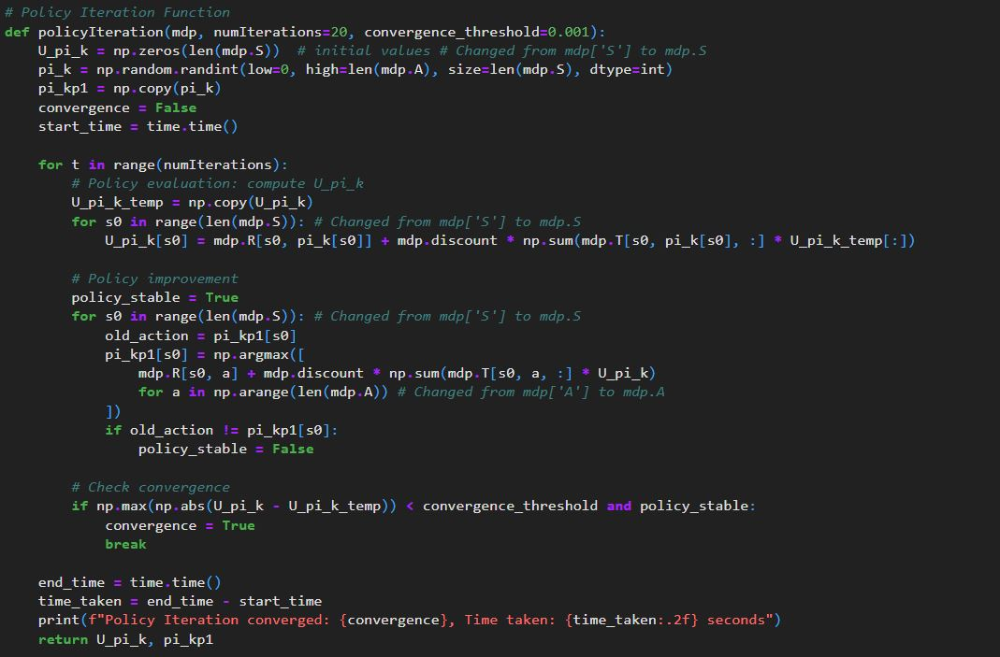 # Policy Iteration Function
def policyIteration(mdp, numIterations=20, convergence_threshold=0.001):
    U_pi_k = np.zeros(len(mdp.S))  # initial values # Changed from mdp['S'] to mdp.S
    pi_k = np.random.randint(low=0, high=len(mdp.A), size=len(mdp.S), dtype=int)
    pi_kp1 = np.copy(pi_k)
    convergence = False
    start_time = time.time()

    for t in range(numIterations):
        # Policy evaluation: compute U_pi_k
        U_pi_k_temp = np.copy(U_pi_k)
        for s0 in range(len(mdp.S)): # Changed from mdp['S'] to mdp.S
            U_pi_k[s0] = mdp.R[s0, pi_k[s0]] + mdp.discount * np.sum(mdp.T[s0, pi_k[s0], :] * U_pi_k_temp[:])

        # Policy improvement
        policy_stable = True
        for s0 in range(len(mdp.S)): # Changed from mdp['S'] to mdp.S
            old_action = pi_kp1[s0]
            pi_kp1[s0] = np.argmax([
                mdp.R[s0, a] + mdp.discount * np.sum(mdp.T[s0, a, :] * U_pi_k)
                for a in np.arange(len(mdp.A)) # Changed from mdp['A'] to mdp.A
            ])
            if old_action != pi_kp1[s0]:
                policy_stable = False

        # Check convergence
        if np.max(np.abs(U_pi_k - U_pi_k_temp)) < convergence_threshold and policy_stable:
            convergence = True
            break

    end_time = time.time()
    time_taken = end_time - start_time
    print(f"Policy Iteration converged: {convergence}, Time taken: {time_taken:.2f} seconds")
    return U_pi_k, pi_kp1